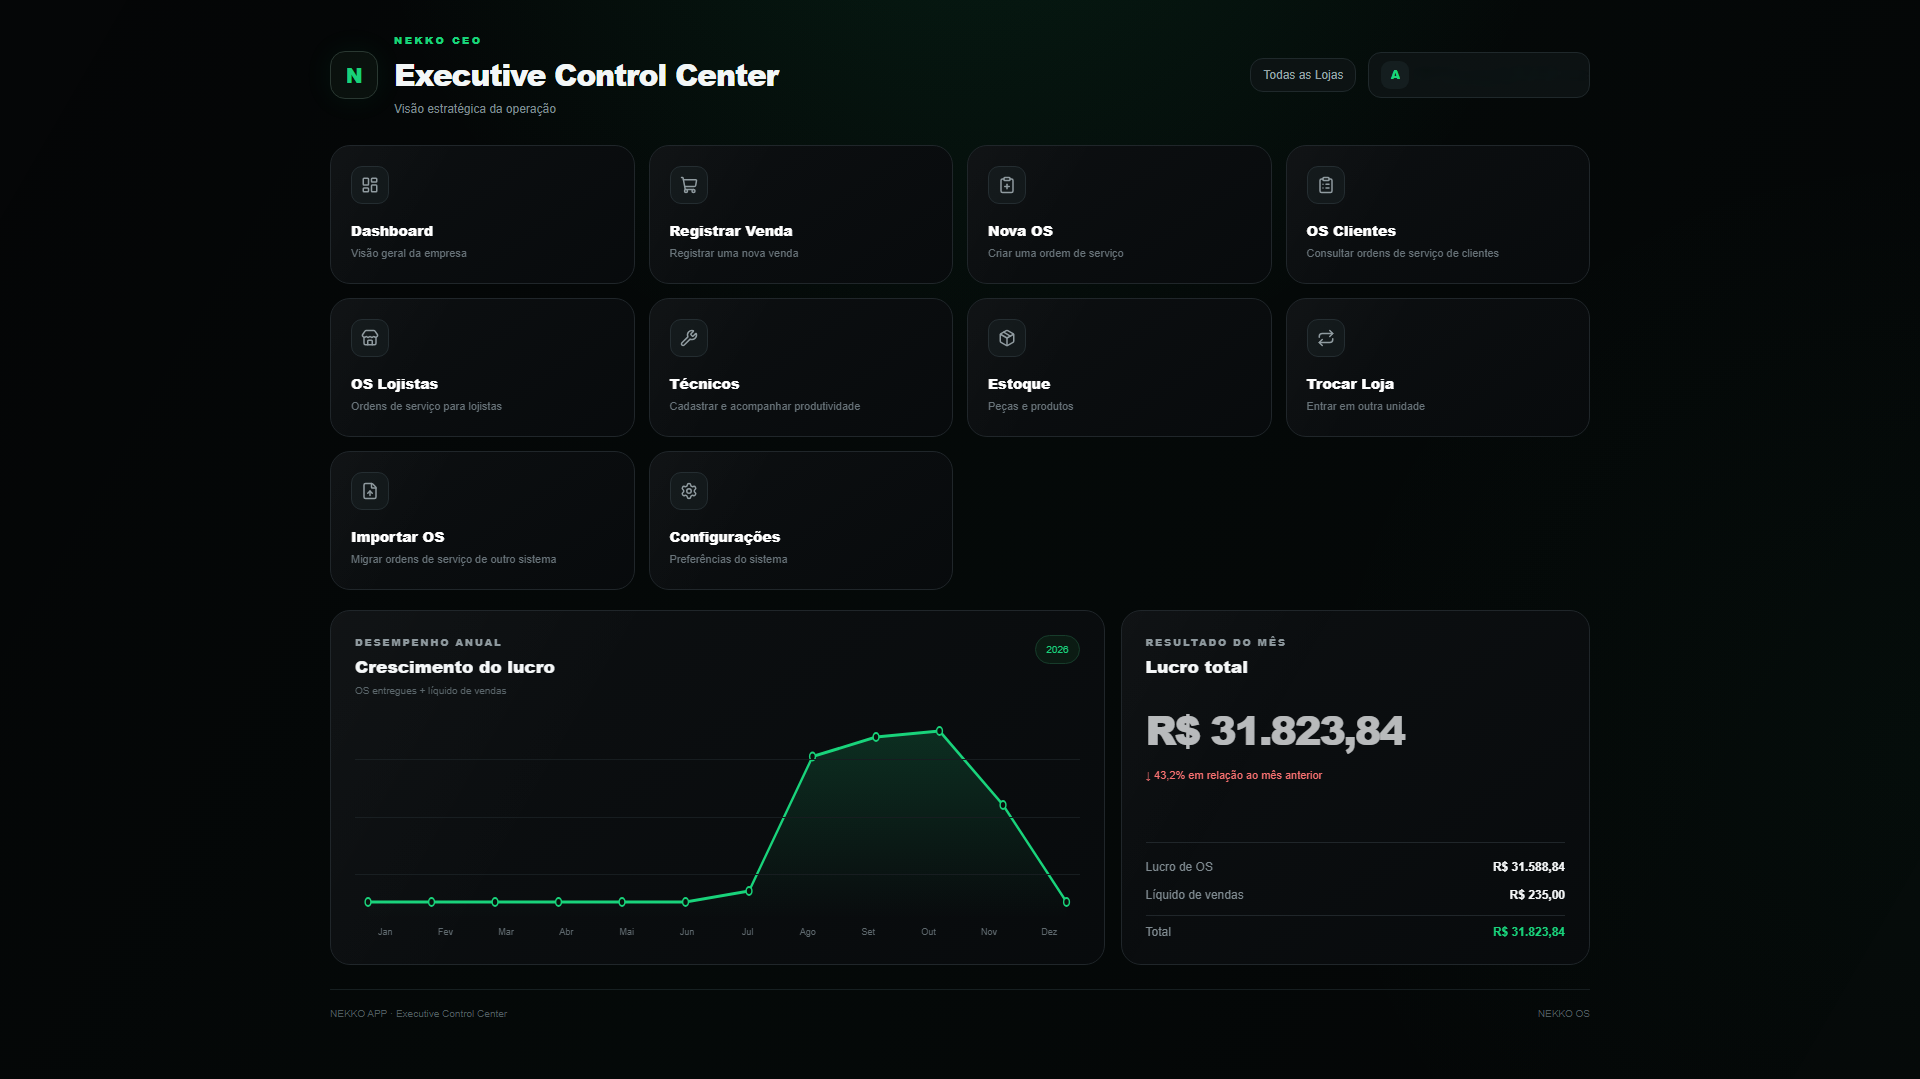 NEKKO CEO
N
Executive Control Center
Visão estratégica da operação
Todas as Lojas
A
Dashboard
Visão geral da empresa
Registrar Venda
Registrar uma nova venda
Nova OS
Criar uma ordem de serviço
OS Clientes
Consultar ordens de serviço de clientes
OS Lojistas
Ordens de serviço para lojistas
Técnicos
Cadastrar e acompanhar produtividade
Estoque
Peças e produtos
Trocar Loja
Entrar em outra unidade
Importar OS
Migrar ordens de serviço de outro sistema
Configurações
Preferências do sistema
DESEMPENHO ANUAL
Crescimento do lucro
OS entregues + líquido de vendas
2026
Jan Fev Mar Abr Mai Jun Jul Ago Set Out Nov Dez
RESULTADO DO MÊS
Lucro total
R$ 31.823,84
↓ 43,2% em relação ao mês anterior
Lucro de OS R$ 31.588,84
Líquido de vendas R$ 235,00
Total R$ 31.823,84
NEKKO APP · Executive Control Center
NEKKO OS